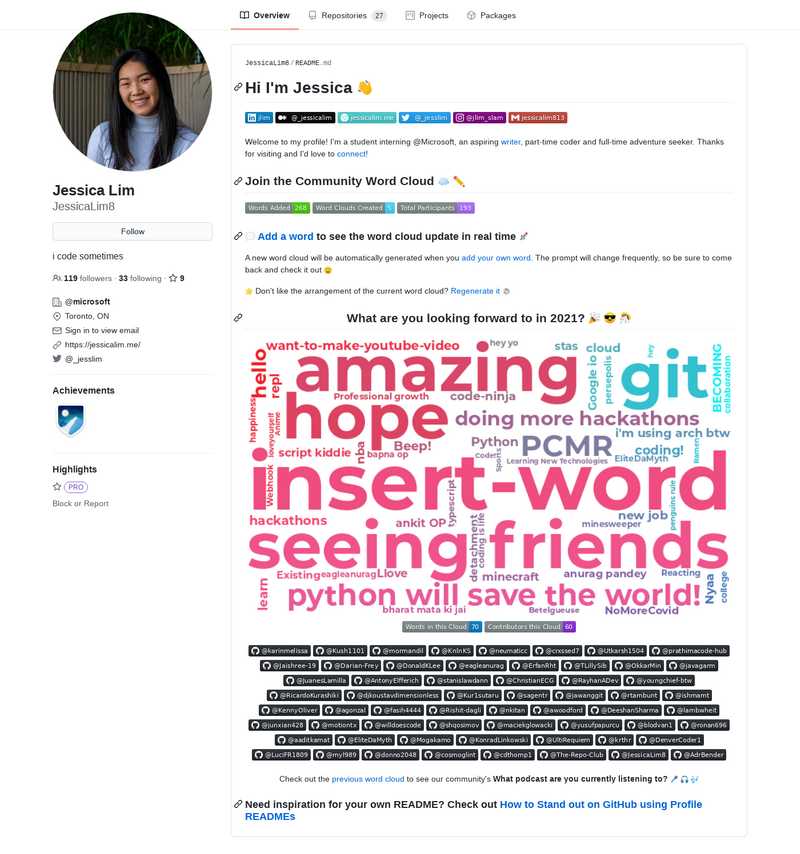 Overview
Repositories 27
Projects
Packages
Jessica Lim
JessicaLim8
Follow
i code sometimes
119 followers · 33 following · 9
@microsoft
Toronto, ON
Sign in to view email
https://jessicalim.me/
@_jesslim
Achievements
Highlights
PRO
Block or Report
JessicaLim8 / README.md
Hi I'm Jessica 👋
jlim
@_jessicalim
jessicalim.me
@_jesslim
@jlim_slam
jessicalim813
Welcome to my profile! I'm a student interning @Microsoft, an aspiring writer, part-time coder and full-time adventure seeker. Thanks
for visiting and I'd love to connect!
Join the Community Word Cloud ☁️ ✏️
Words Added 268
Word Clouds Created 5
Total Participants 193
Add a word to see the word cloud update in real time 🚀
A new word cloud will be automatically generated when you add your own word. The prompt will change frequently, so be sure to come
back and check it out 😄
⭐ Don't like the arrangement of the current word cloud? Regenerate it 🎲
What are you looking forward to in 2021? 🎉 😎
want-to-make-youtube-video
hey yo
stas
cloud
hey
hello
repl
amazing
Google io
persepolis
git
BECOMING
collaboration
Professional growth
code-ninja
happiness
loveyourself
Anime
hope
doing more hackathons
i'm using arch btw
script kiddie
nba
Beep!
bapna op
Python
codefs
Sports
PCMR
Learning New Technologies
EliteDaMyth
coding!
Ramen
Webhook
insert-word
typescript
penguins rule
hackathons
ankit OP
new job
minesweeper
seeing friends
detachment
coding is life
learn
Existing
eagleanurag
Llove
minecraft
anurag pandey
Reacting
Nyaa
college
python will save the world!
bharat mata ki jai
Betelgueuse
NoMoreCovid
Words in this Cloud 70
Contributors this Cloud 60
@karinmelissa @Kush1101 @mormandil @KnlnKS @neumaticc @crxssed7 @Utkarsh1504 @prathimacode-hub
@Jaishree-19 @Darian-Frey @DonaldKLee @eagleanurag @ErfanRht @TLillySib @OkkarMin @javagarm
@JuanesLamilla @AntonyElfferich @stanislawdann @ChristianECG @RayhanADev @youngchief-btw
@RicardoKurashiki @djkoustavdimensionless @Kur1sutaru @sagentr @jawanggit @rtambunt @ishmamt
@KennyOliver @agonzal @fasih4444 @Rishit-dagli @nkitan @awoodford @DeeshanSharma @lambwheit
@junxian428 @motiontx @willdoescode @shqosimov @maciekglowacki @yusufpapurcu @blodvan1 @ronan696
@aaditkamat @EliteDaMyth @Mogakamo @KonradLinkowski @UltiRequiem @krthr @DenverCoder1
@LuciFR1809 @myl989 @donno2048 @cosmoglint @cdthomp1 @The-Repo-Club @JessicaLim8 @AdrBender
Check out the previous word cloud to see our community's What podcast are you currently listening to? 🎤 🎧 🎶
Need inspiration for your own README? Check out How to Stand out on GitHub using Profile
READMEs